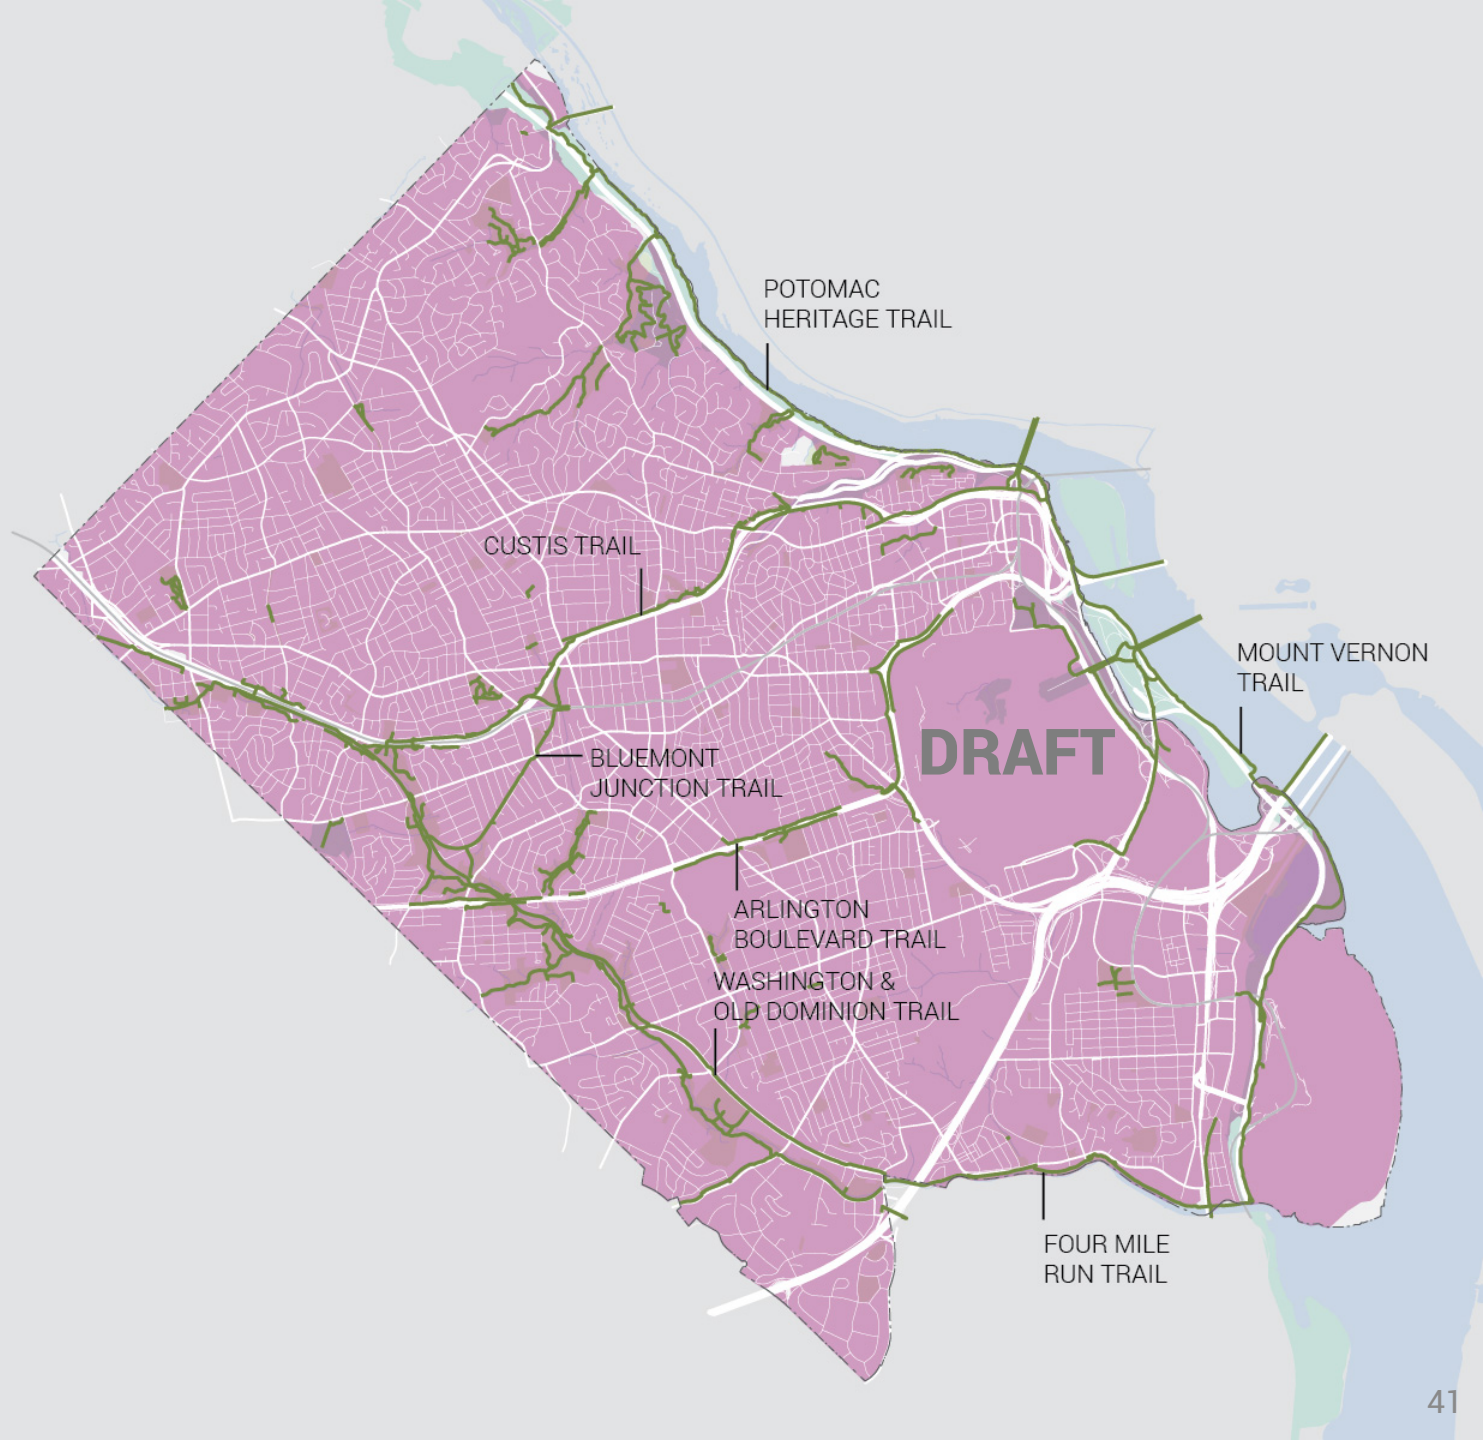 POTOMAC
HERITAGE TRAIL
CUSTIS TRAIL
MOUNT VERNON
TRAIL
DRAFT
BLUEMONT
JUNCTION TRAIL
ARLINGTON
BOULEVARD TRAIL
WASHINGTON &
OLD DOMINION TRAIL
FOUR MILE
RUN TRAIL
41